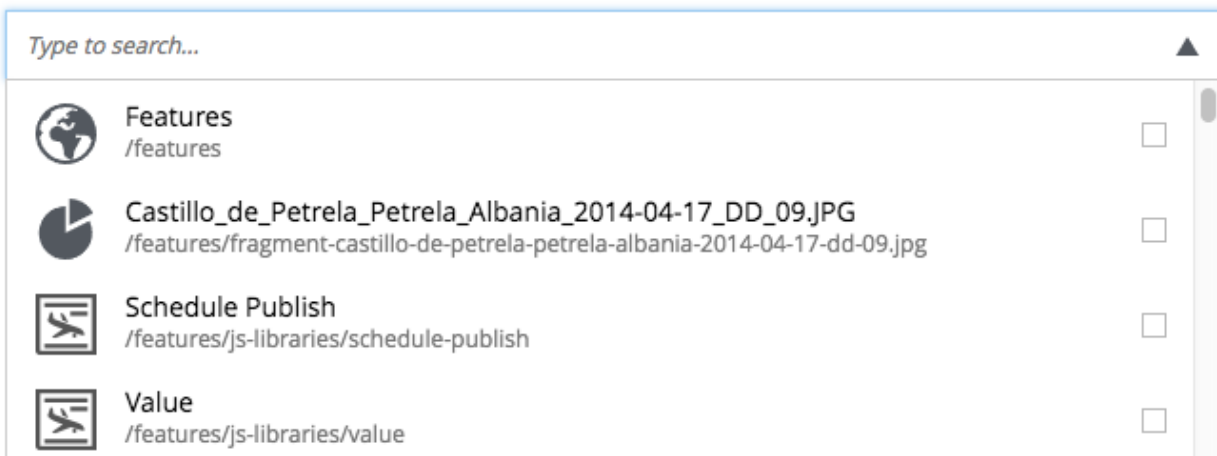 Type to search...
Features
/features
Castillo_de_Petrela_Petrela_Albania_2014-04-17_DD_09.JPG
/features/fragment-castillo-de-petrela-petrela-albania-2014-04-17-dd-09.jpg
Schedule Publish
/features/js-libraries/schedule-publish
Value
/features/js-libraries/value